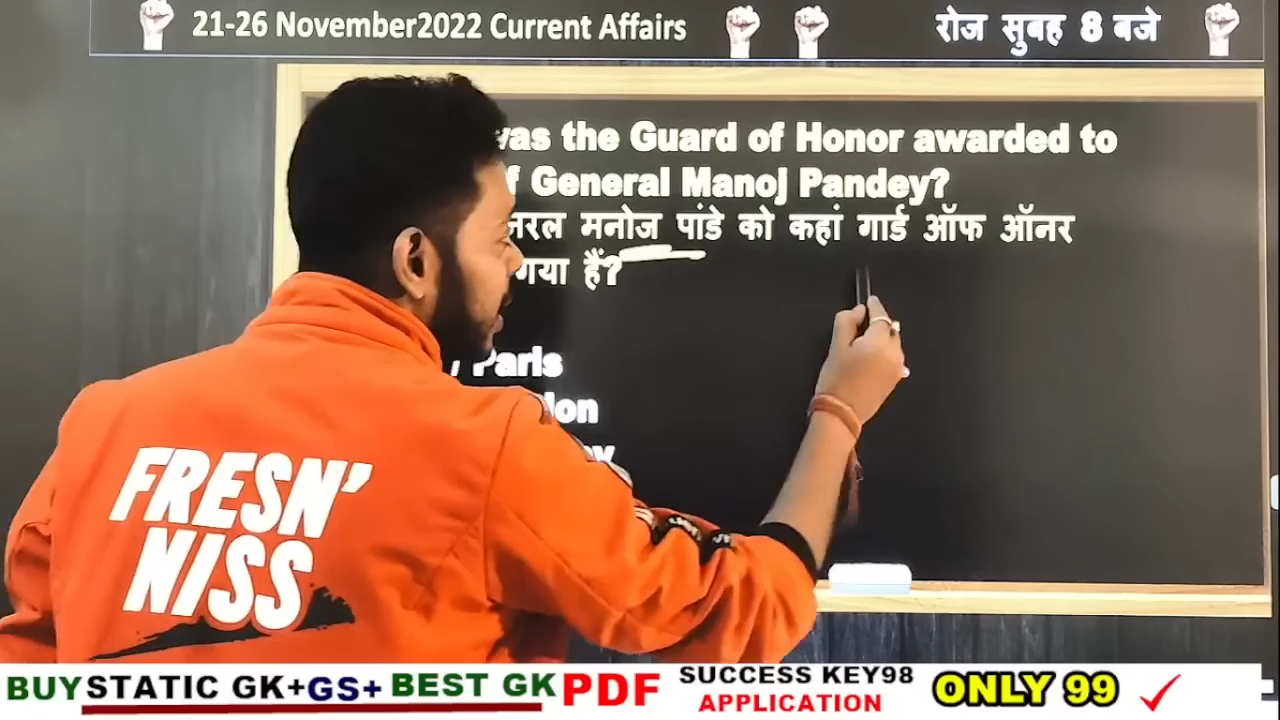 21-26 November2022 Current Affairs
रोज सुबह 8 बजे
was the Guard of Honor awarded to
General Manoj Pandey?
मनोज पांडे को कहां गार्ड ऑफ ऑनर
गया हैं?
Paris
FRESN'
NISS
BUY STATIC GK+GS+ BEST GK PDF
SUCCESS KEY98
APPLICATION
ONLY 99